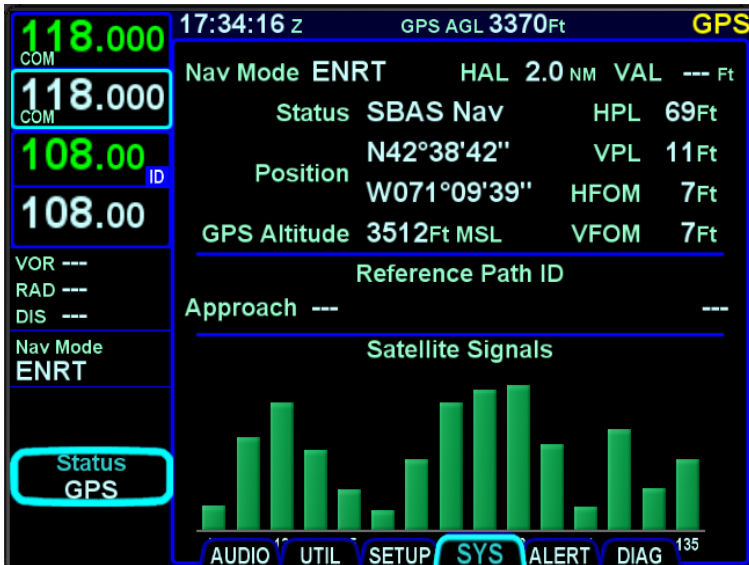 118.000
COM
118.000
COM
108.00 ID
108.00
VOR ---
RAD ---
DIS ---
Nav Mode
ENRT
Status
GPS
17:34:16 Z GPS AGL 3370Ft GPS
Nav Mode ENRT HAL 2.0 NM VAL --- Ft
Status SBAS Nav HPL 69Ft
Position N42°38'42" VPL 11Ft
W071°09'39" HFOM 7Ft
GPS Altitude 3512Ft MSL VFOM 7Ft
Reference Path ID
Approach --- ---
Satellite Signals
135
AUDIO UTIL SETUP SYS ALERT DIAG